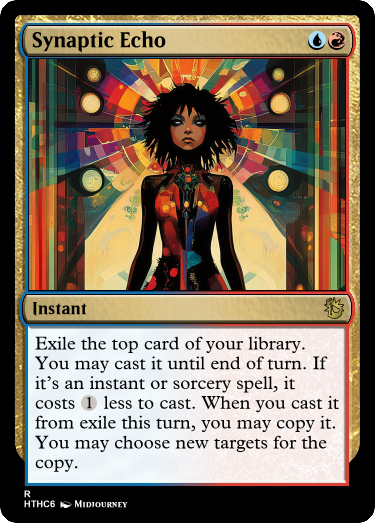 Synaptic Echo
Instant
Exile the top card of your library.
You may cast it until end of turn. If
it's an instant or sorcery spell, it
costs 1 less to cast. When you cast it
from exile this turn, you may copy it.
You may choose new targets for the
copy.
R
HTHC6 Midjourney